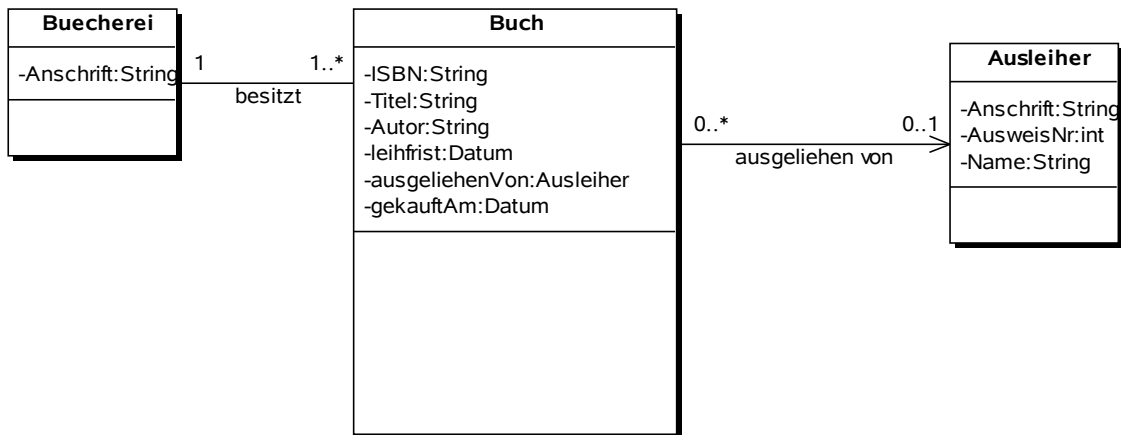 Buecherei
-Anschrift:String
1
1..*
besitzt
Buch
-ISBN:String
-Titel:String
-Autor:String
-leihfrist:Datum
-ausgeliehenVon:Ausleiher
-gekauftAm:Datum
0..*
0..1
ausgeliehen von
Ausleiher
-Anschrift:String
-AusweisNr:int
-Name:String